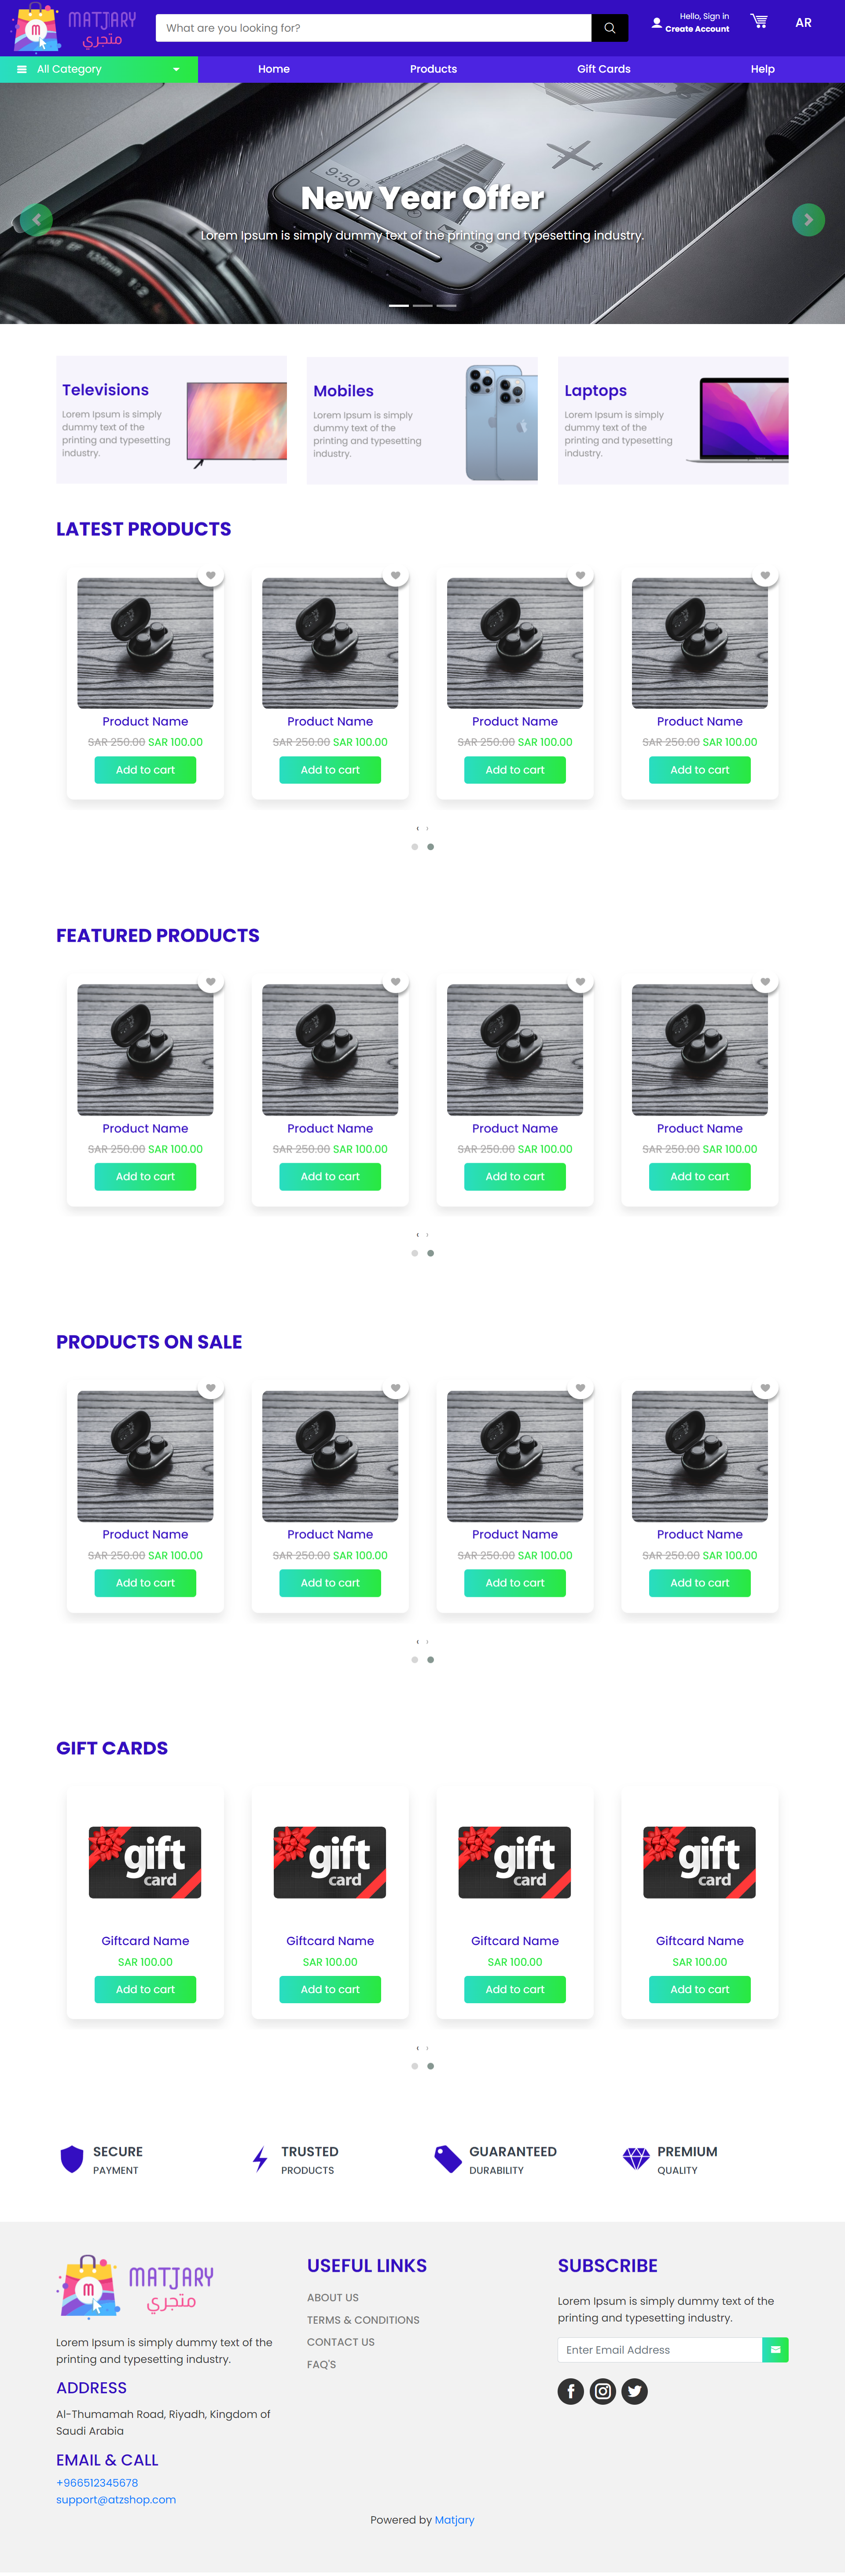 MATJARY
متجري
What are you looking for?
Hello, Sign in
Create Account
AR
All Category
Home
Products
Gift Cards
Help
9:50
New Year Offer
Lorem Ipsum is simply dummy text of the printing and typesetting industry.
Televisions
Lorem Ipsum is simply
dummy text of the
printing and typesetting
industry.
Mobiles
Lorem Ipsum is simply
dummy text of the
printing and typesetting
industry.
Laptops
Lorem Ipsum is simply
dummy text of the
printing and typesetting
industry.
LATEST PRODUCTS
Product Name
SAR 250.00 SAR 100.00
Add to cart
Product Name
SAR 250.00 SAR 100.00
Add to cart
Product Name
SAR 250.00 SAR 100.00
Add to cart
Product Name
SAR 250.00 SAR 100.00
Add to cart
FEATURED PRODUCTS
Product Name
SAR 250.00 SAR 100.00
Add to cart
Product Name
SAR 250.00 SAR 100.00
Add to cart
Product Name
SAR 250.00 SAR 100.00
Add to cart
Product Name
SAR 250.00 SAR 100.00
Add to cart
PRODUCTS ON SALE
Product Name
SAR 250.00 SAR 100.00
Add to cart
Product Name
SAR 250.00 SAR 100.00
Add to cart
Product Name
SAR 250.00 SAR 100.00
Add to cart
Product Name
SAR 250.00 SAR 100.00
Add to cart
GIFT CARDS
gift
card
Giftcard Name
SAR 100.00
Add to cart
gift
card
Giftcard Name
SAR 100.00
Add to cart
gift
card
Giftcard Name
SAR 100.00
Add to cart
gift
card
Giftcard Name
SAR 100.00
Add to cart
SECURE
PAYMENT
TRUSTED
PRODUCTS
GUARANTEED
DURABILITY
PREMIUM
QUALITY
MATJARY
متجري
Lorem Ipsum is simply dummy text of the
printing and typesetting industry.
ADDRESS
Al-Thumamah Road, Riyadh, Kingdom of
Saudi Arabia
EMAIL & CALL
+966512345678
support@atzshop.com
USEFUL LINKS
ABOUT US
TERMS & CONDITIONS
CONTACT US
FAQ'S
SUBSCRIBE
Lorem Ipsum is simply dummy text of the
printing and typesetting industry.
Enter Email Address
Powered by Matjary